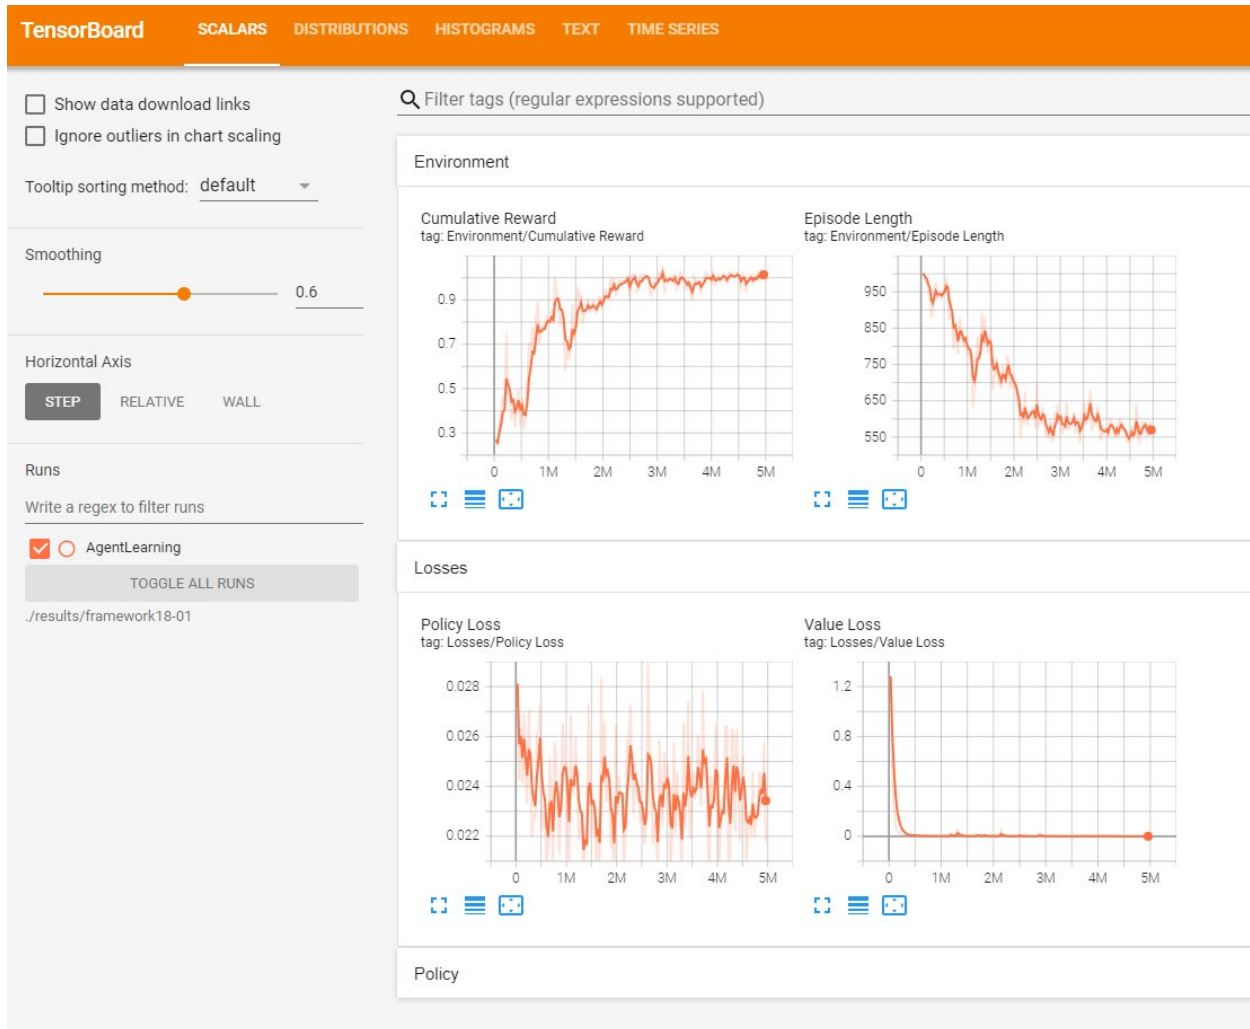 TensorBoard SCALARS DISTRIBUTIONS HISTOGRAMS TEXT TIME SERIES
Show data download links
Ignore outliers in chart scaling
Tooltip sorting method: default
Smoothing
0.6
Horizontal Axis
STEP RELATIVE WALL
Runs
Write a regex to filter runs
AgentLearning
TOGGLE ALL RUNS
./results/framework18-01
Filter tags (regular expressions supported)
Environment
Cumulative Reward
tag: Environment/Cumulative Reward
0.9
0.7
0.5
0.3
0 1M 2M 3M 4M 5M
Episode Length
tag: Environment/Episode Length
950
850
750
650
550
0 1M 2M 3M 4M 5M
Losses
Policy Loss
tag: Losses/Policy Loss
0.028
0.026
0.024
0.022
0 1M 2M 3M 4M 5M
Value Loss
tag: Losses/Value Loss
1.2
0.8
0.4
0
0 1M 2M 3M 4M 5M
Policy